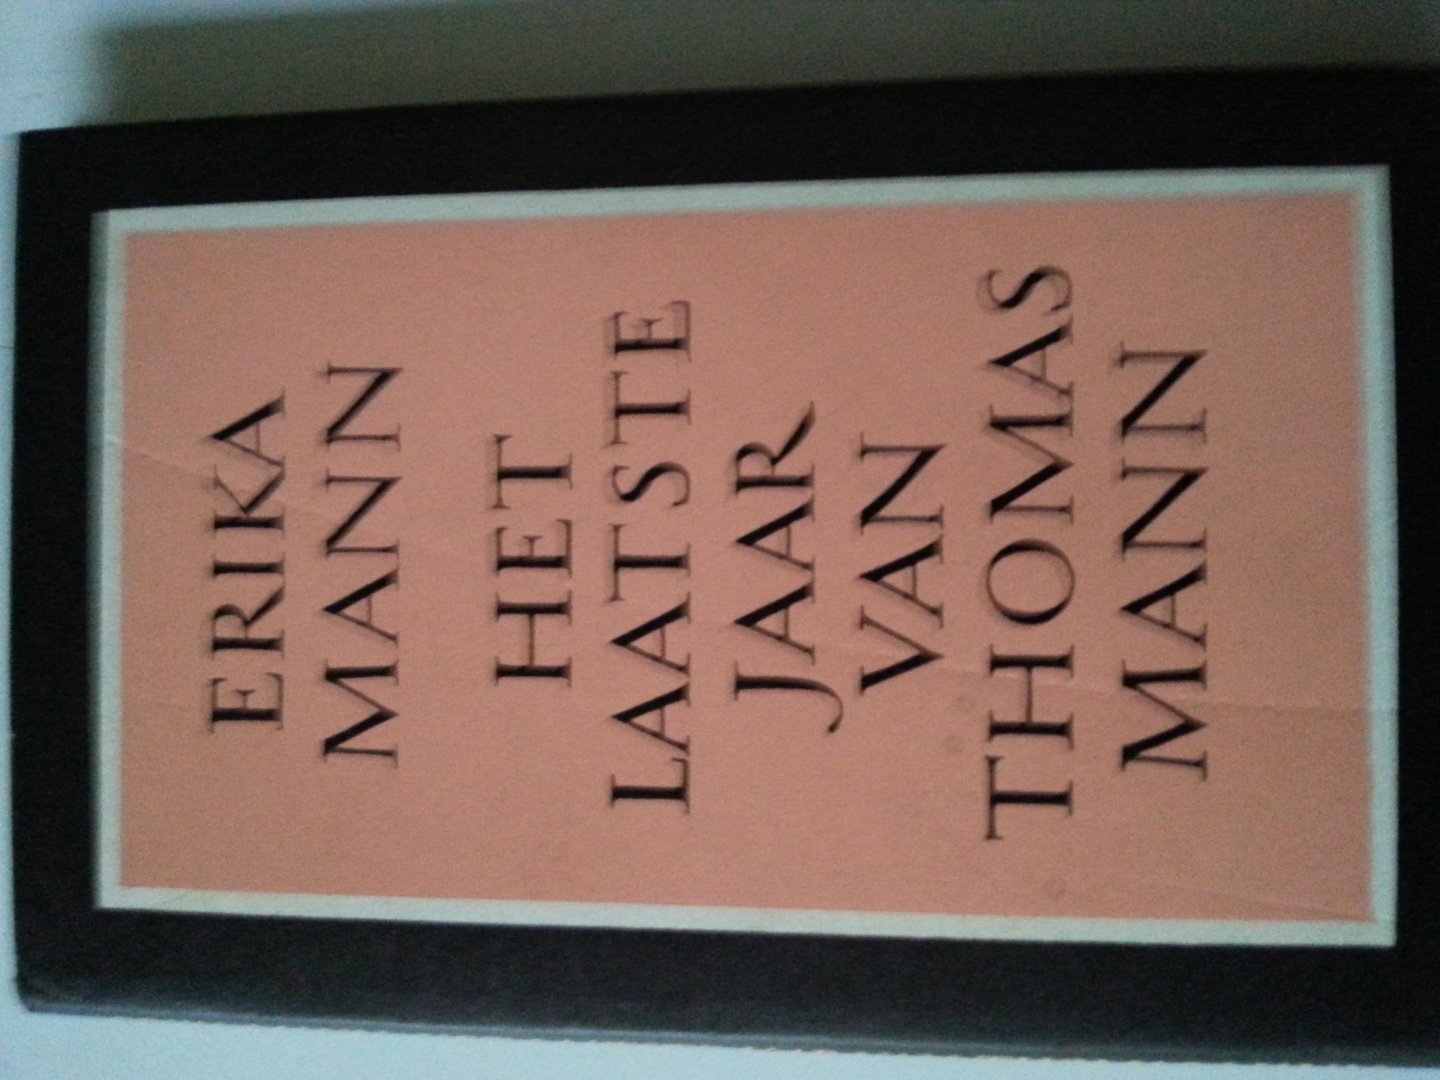 ERIKA
MANN
HET
LAATSTE
JAAR
VAN
THOMAS
MANN